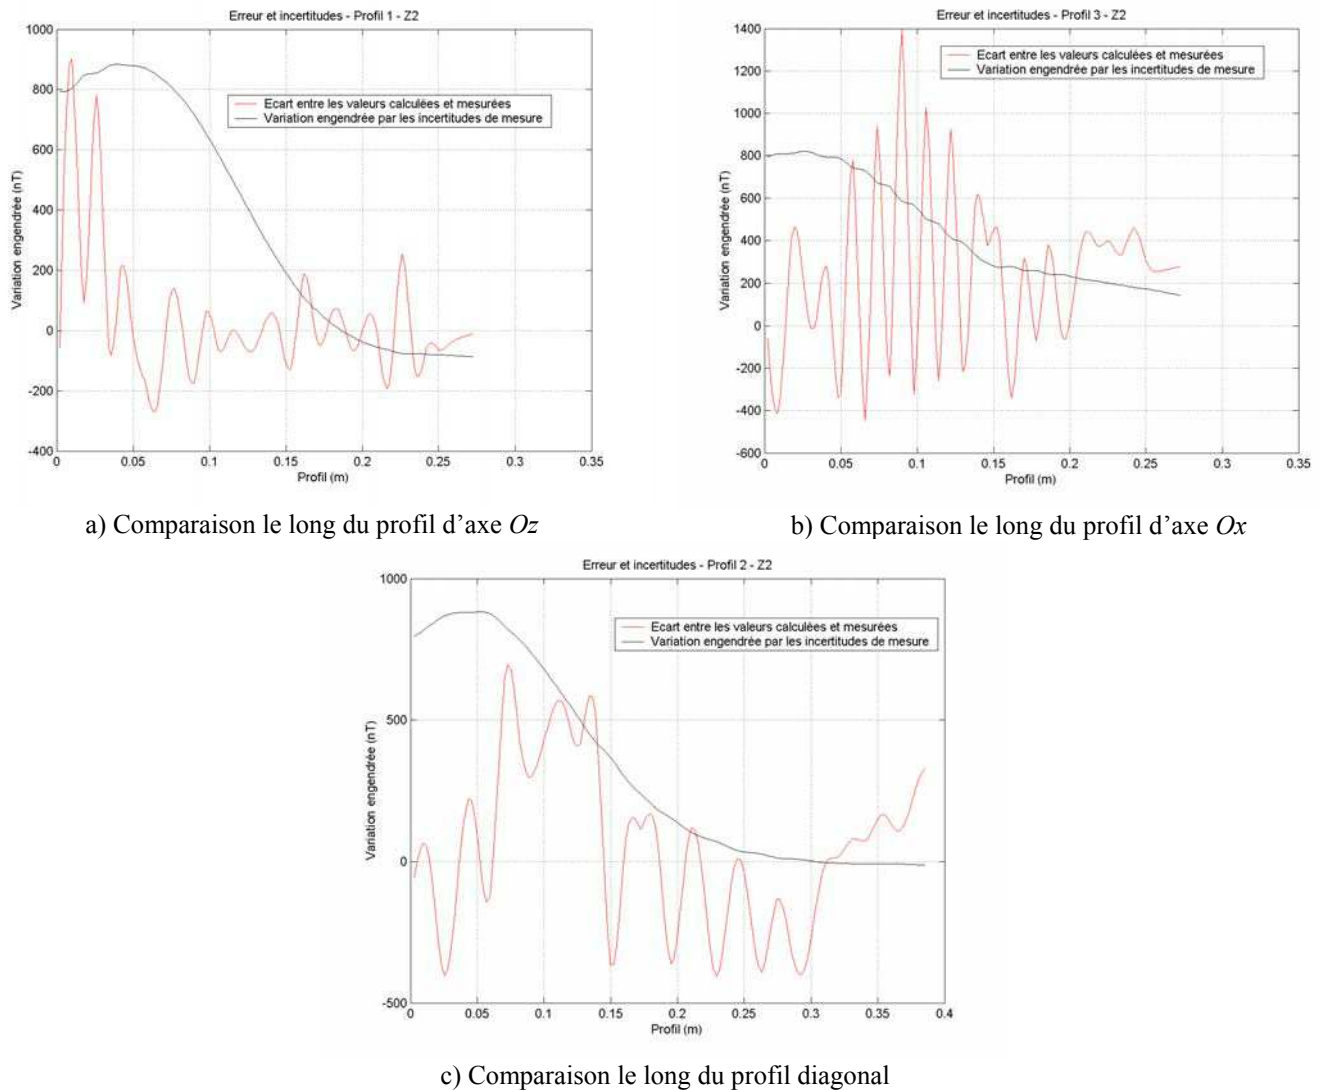 Erreur et incertitudes - Profil 1 - Z2
1000
800
600
400
200
0
-200
-400
Variation engendrée (nT)
Ecart entre les valeurs calculées et mesurées
Variation engendrée par les incertitudes de mesure
0 0.05 0.1 0.15 0.2 0.25 0.3 0.35
Profil (m)
a) Comparaison le long du profil d’axe Oz
Erreur et incertitudes - Profil 3 - Z2
1400
1200
1000
800
600
400
200
0
-200
-400
-600
Variation engendrée (nT)
Ecart entre les valeurs calculées et mesurées
Variation engendrée par les incertitudes de mesure
0 0.05 0.1 0.15 0.2 0.25 0.3 0.35
Profil (m)
b) Comparaison le long du profil d’axe Ox
Erreur et incertitudes - Profil 2 - Z2
1000
500
0
-500
Variation engendrée (nT)
Ecart entre les valeurs calculées et mesurées
Variation engendrée par les incertitudes de mesure
0 0.05 0.1 0.15 0.2 0.25 0.3 0.35 0.4
Profil (m)
c) Comparaison le long du profil diagonal